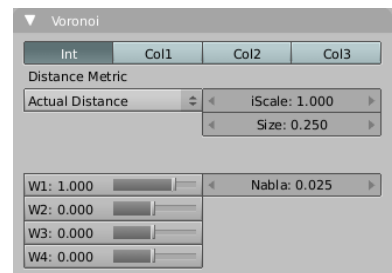 Voronoi
Int Col1 Col2 Col3
Distance Metric
Actual Distance iScale: 1.000
Size: 0.250
W1: 1.000 Nabla: 0.025
W2: 0.000
W3: 0.000
W4: 0.000